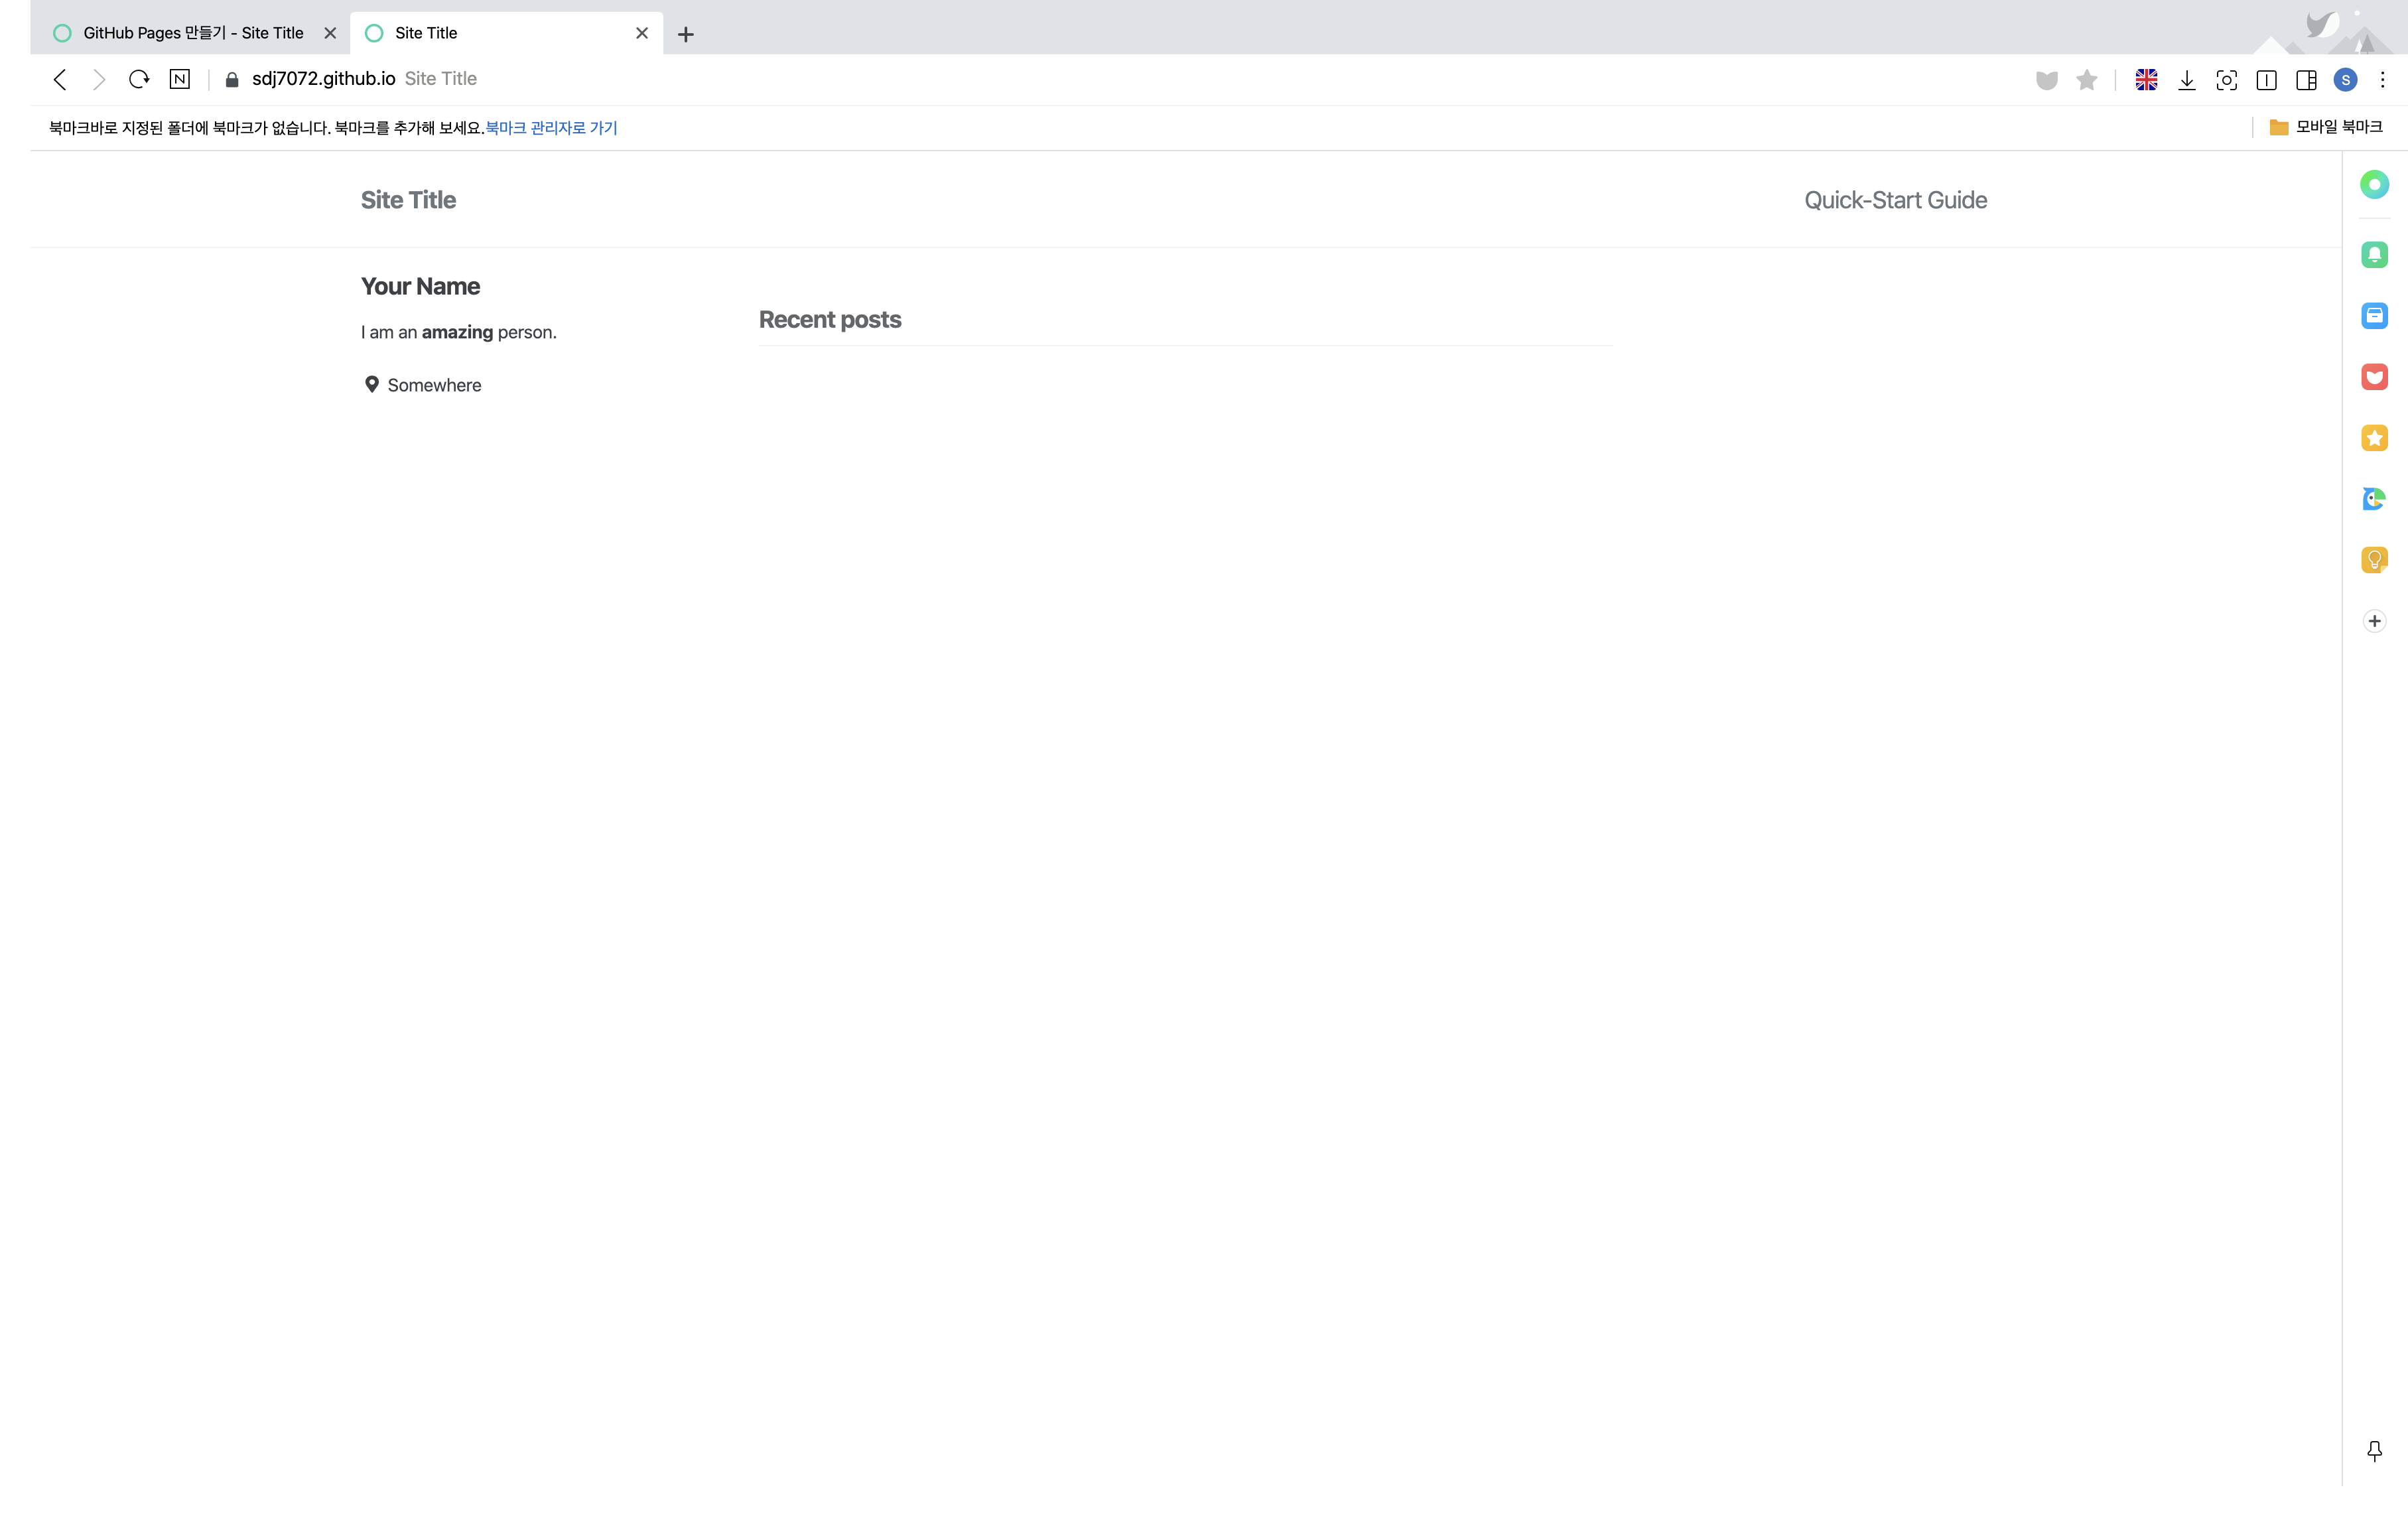 GitHub Pages 만들기 - Site Title
Site Title
N
sdj7072.github.io Site Title
S
북마크바로 지정된 폴더에 북마크가 없습니다. 북마크를 추가해 보세요.북마크 관리자로 가기
모바일 북마크
Site Title
Quick-Start Guide
Your Name
I am an amazing person.
Somewhere
Recent posts